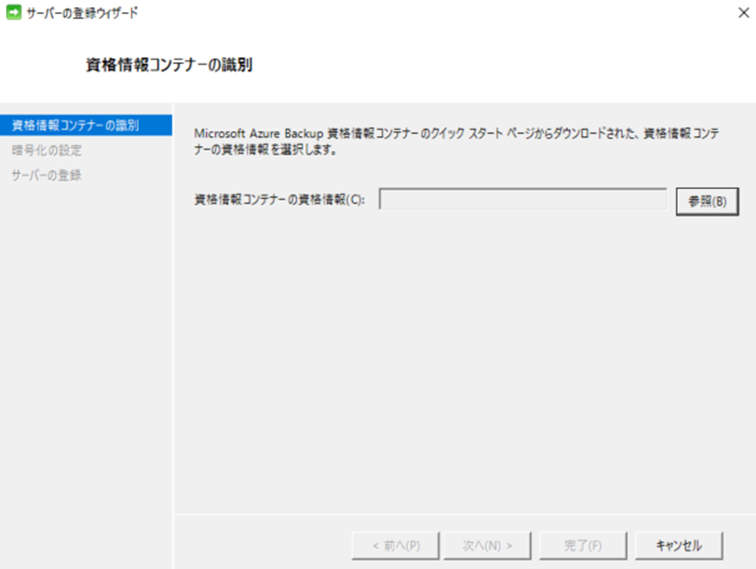 サーバーの登録ウィザード
資格情報コンテナーの識別
資格情報コンテナーの識別
暗号化の設定
サーバーの登録
Microsoft Azure Backup 資格情報コンテナーのクイック スタート ページからダウンロードされた、資格情報コンテ
ナーの資格情報を選択します。
資格情報コンテナーの資格情報(C):
参照(B)
< 前へ(P)
次へ(N) >
完了(F)
キャンセル